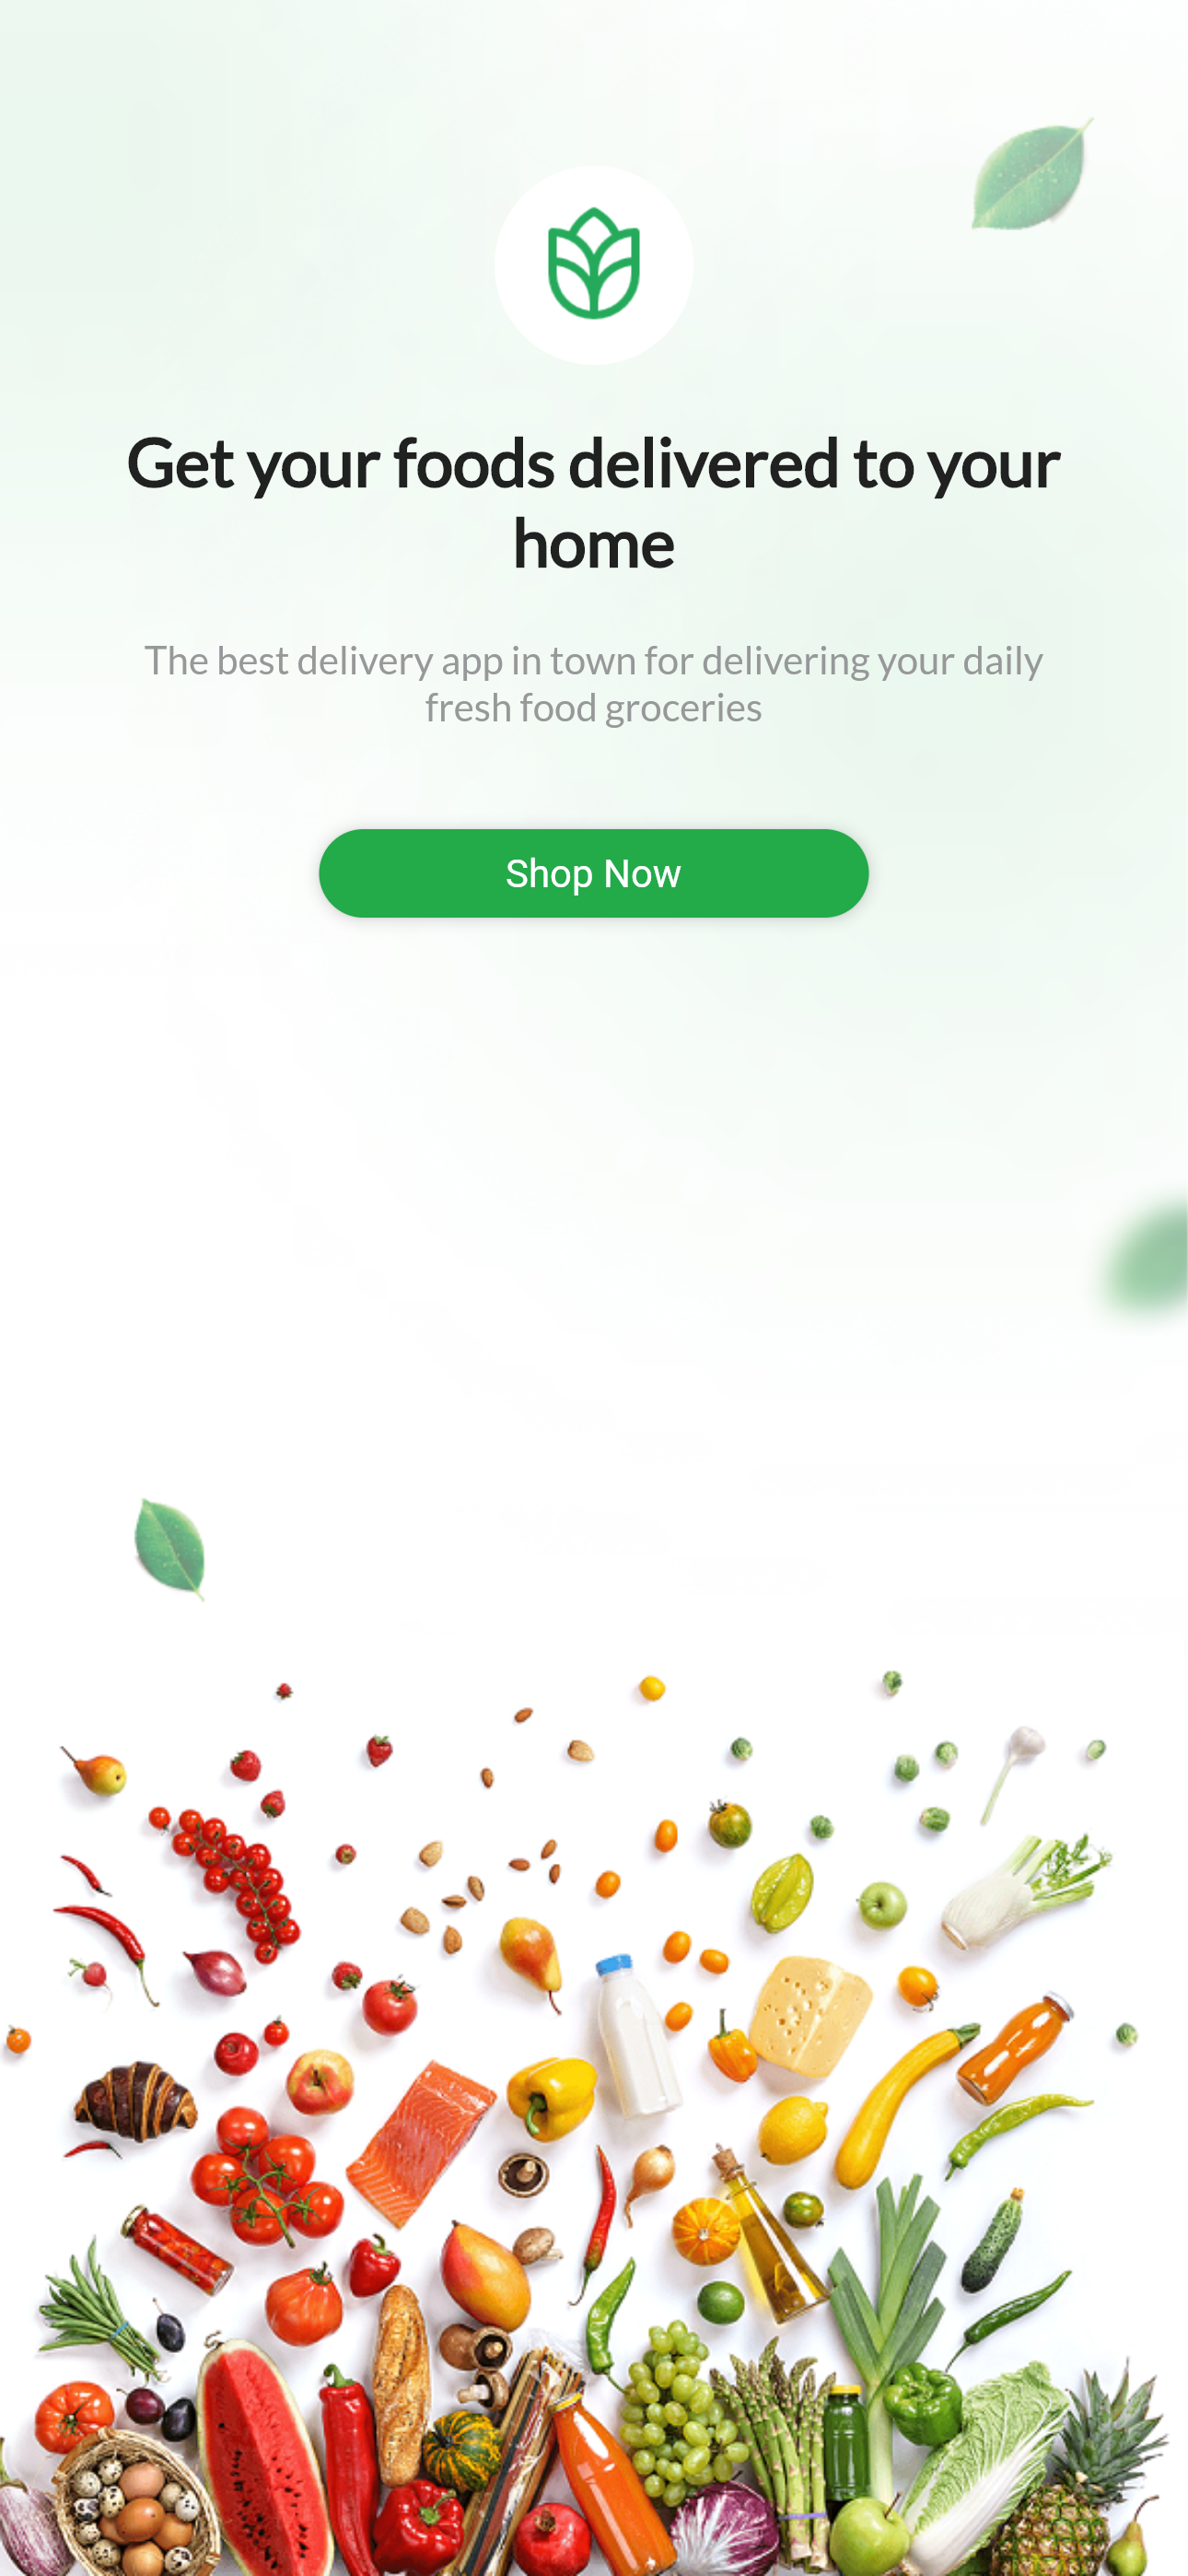 Get your foods delivered to your
home
The best delivery app in town for delivering your daily
fresh food groceries
Shop Now